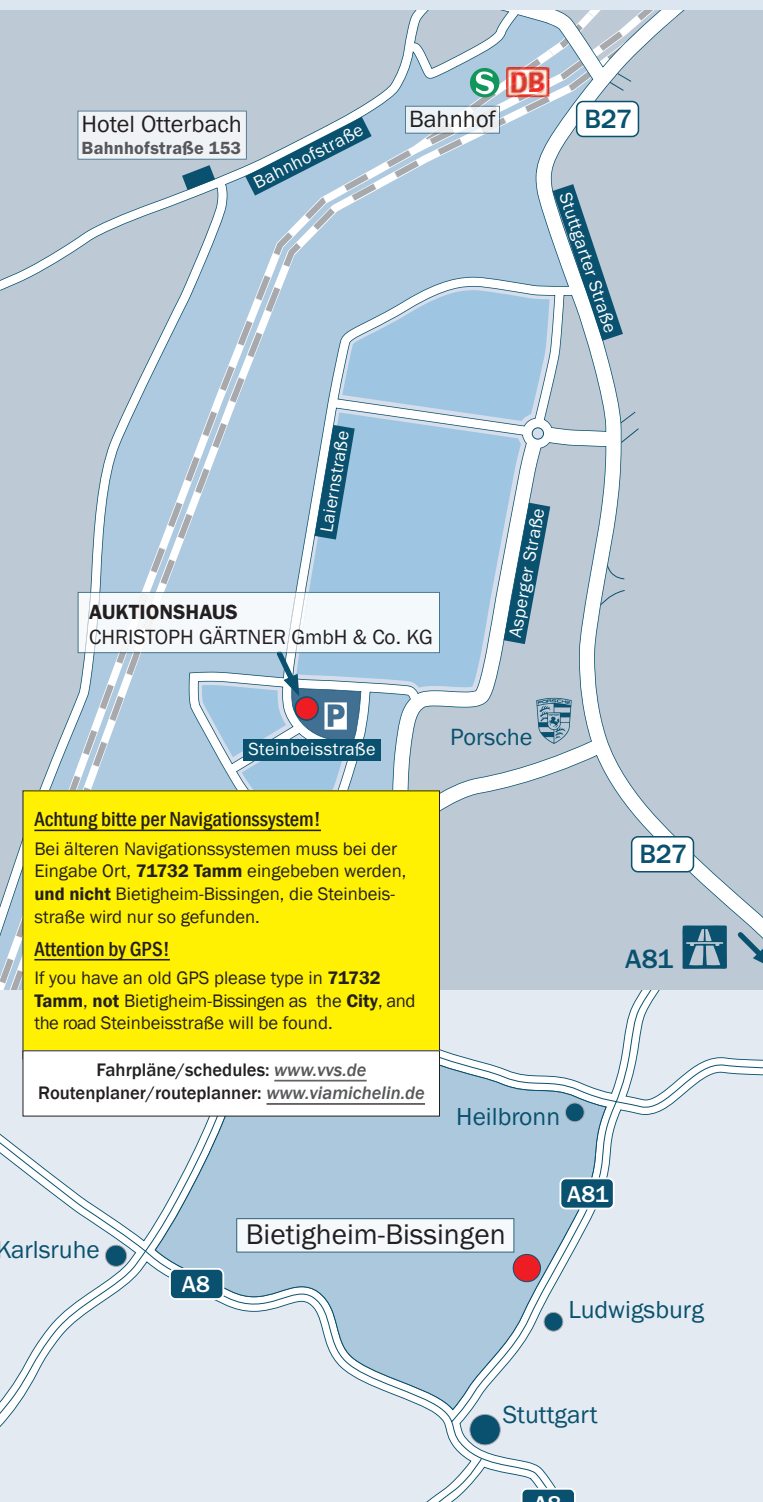 S DB
Bahnhof
B27
Hotel Otterbach
Bahnhofstraße 153
Bahnhofstraße
Stuttgarter Straße
Laiernstraße
Asperger Straße
AUKTIONSHAUS
CHRISTOPH GÄRTNER GmbH & Co. KG
P
Steinbeisstraße
PORSCHE
Porsche
Achtung bitte per Navigationssystem!
Bei älteren Navigationssystemen muss bei der
Eingabe Ort, 71732 Tamm eingebeben werden,
und nicht Bietigheim-Bissingen, die Steinbeis-
straße wird nur so gefunden.
Attention by GPS!
If you have an old GPS please type in 71732
Tamm, not Bietigheim-Bissingen as the City, and
the road Steinbeisstraße will be found.
B27
A81
Fahrpläne/schedules: www.vvs.de
Routenplaner/routeplanner: www.viamichelin.de
Heilbronn
A81
Bietigheim-Bissingen
Karlsruhe
A8
Ludwigsburg
Stuttgart
A8